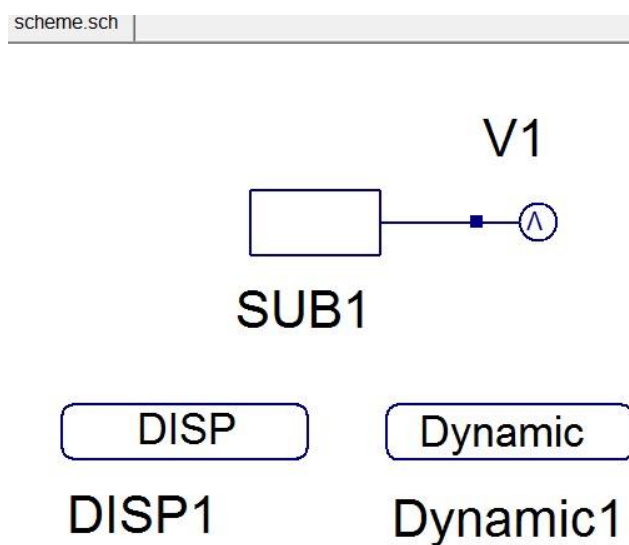 scheme.sch
V1
SUB1
DISP Dynamic
DISP1 Dynamic1